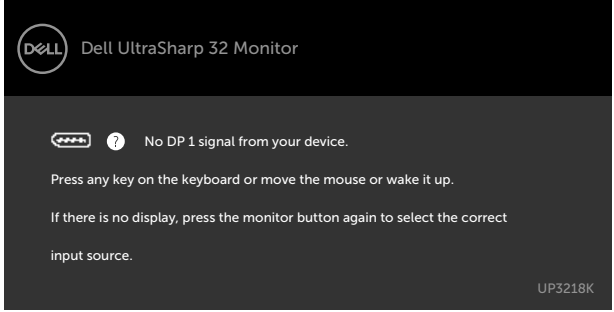 DELL
Dell UltraSharp 32 Monitor
? No DP 1 signal from your device.
Press any key on the keyboard or move the mouse or wake it up.
If there is no display, press the monitor button again to select the correct
input source.
UP3218K